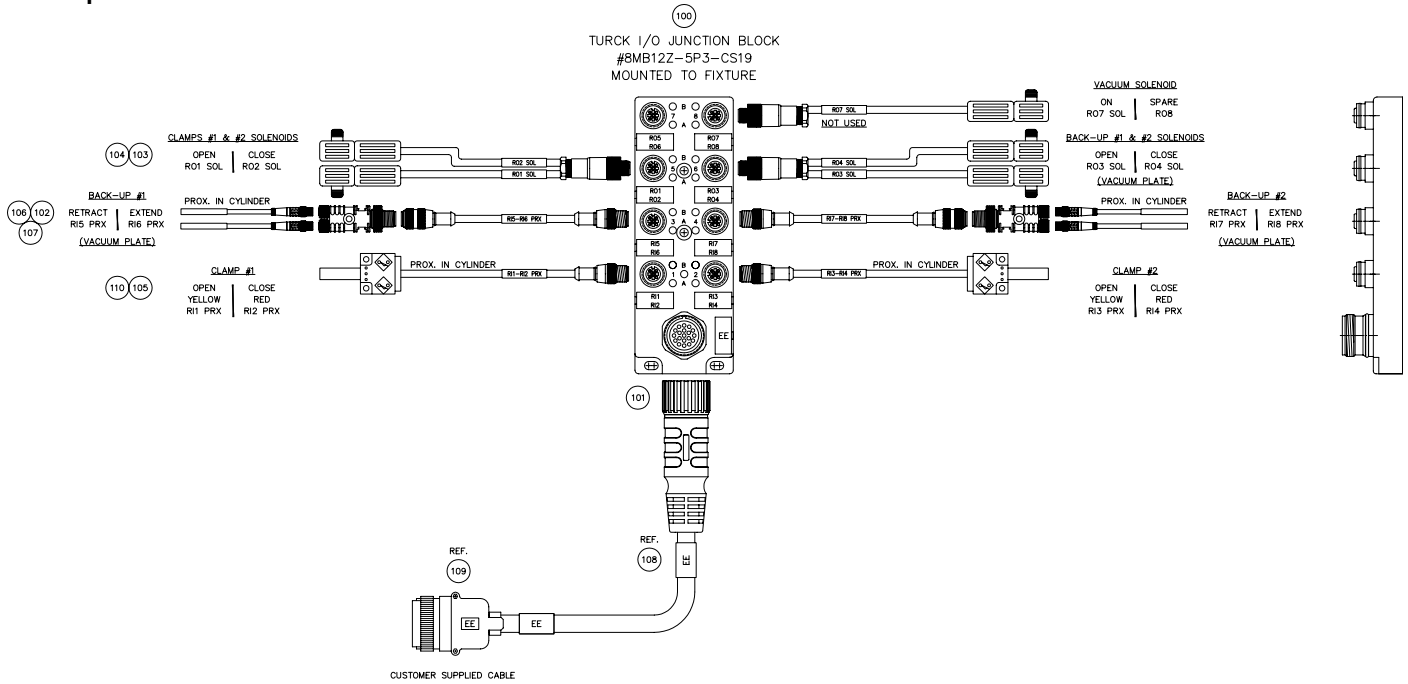 100
TURCK I/O JUNCTION BLOCK
#8MB12Z-5P3-CS19
MOUNTED TO FIXTURE
VACUUM SOLENOID
ON SPARE
RO7 SOL RO8
RO7 SOL
NOT USED
B
7 8
A
RO5 RO7
RO6 RO8
104 103
CLAMPS #1 & #2 SOLENOIDS
OPEN CLOSE
RO1 SOL RO2 SOL
RO2 SOL
RO1 SOL
B
5 6
A
RO1 RO3
RO2 RO4
RO4 SOL
RO3 SOL
BACK-UP #1 & #2 SOLENOIDS
OPEN CLOSE
RO3 SOL RO4 SOL
(VACUUM PLATE)
106 102
107
BACK-UP #1
RETRACT EXTEND
RI5 PRX RI6 PRX
(VACUUM PLATE)
PROX. IN CYLINDER
RI5-RI6 PRX
B
A
3 4
RI5 RI7
RI6 RI8
RI7-RI8 PRX
PROX. IN CYLINDER
BACK-UP #2
RETRACT EXTEND
RI7 PRX RI8 PRX
(VACUUM PLATE)
110 105
CLAMP #1
OPEN CLOSE
YELLOW RED
RI1 PRX RI2 PRX
PROX. IN CYLINDER
RI1-RI2 PRX
B B
1 2
A
RI1 RI3
RI2 RI4
PROX. IN CYLINDER
RI3-RI4 PRX
CLAMP #2
OPEN CLOSE
YELLOW RED
RI3 PRX RI4 PRX
EE
101
REF.
108
EE
REF.
109
EE
EE
CUSTOMER SUPPLIED CABLE